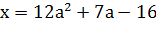 x = 12a² + 7a − 16